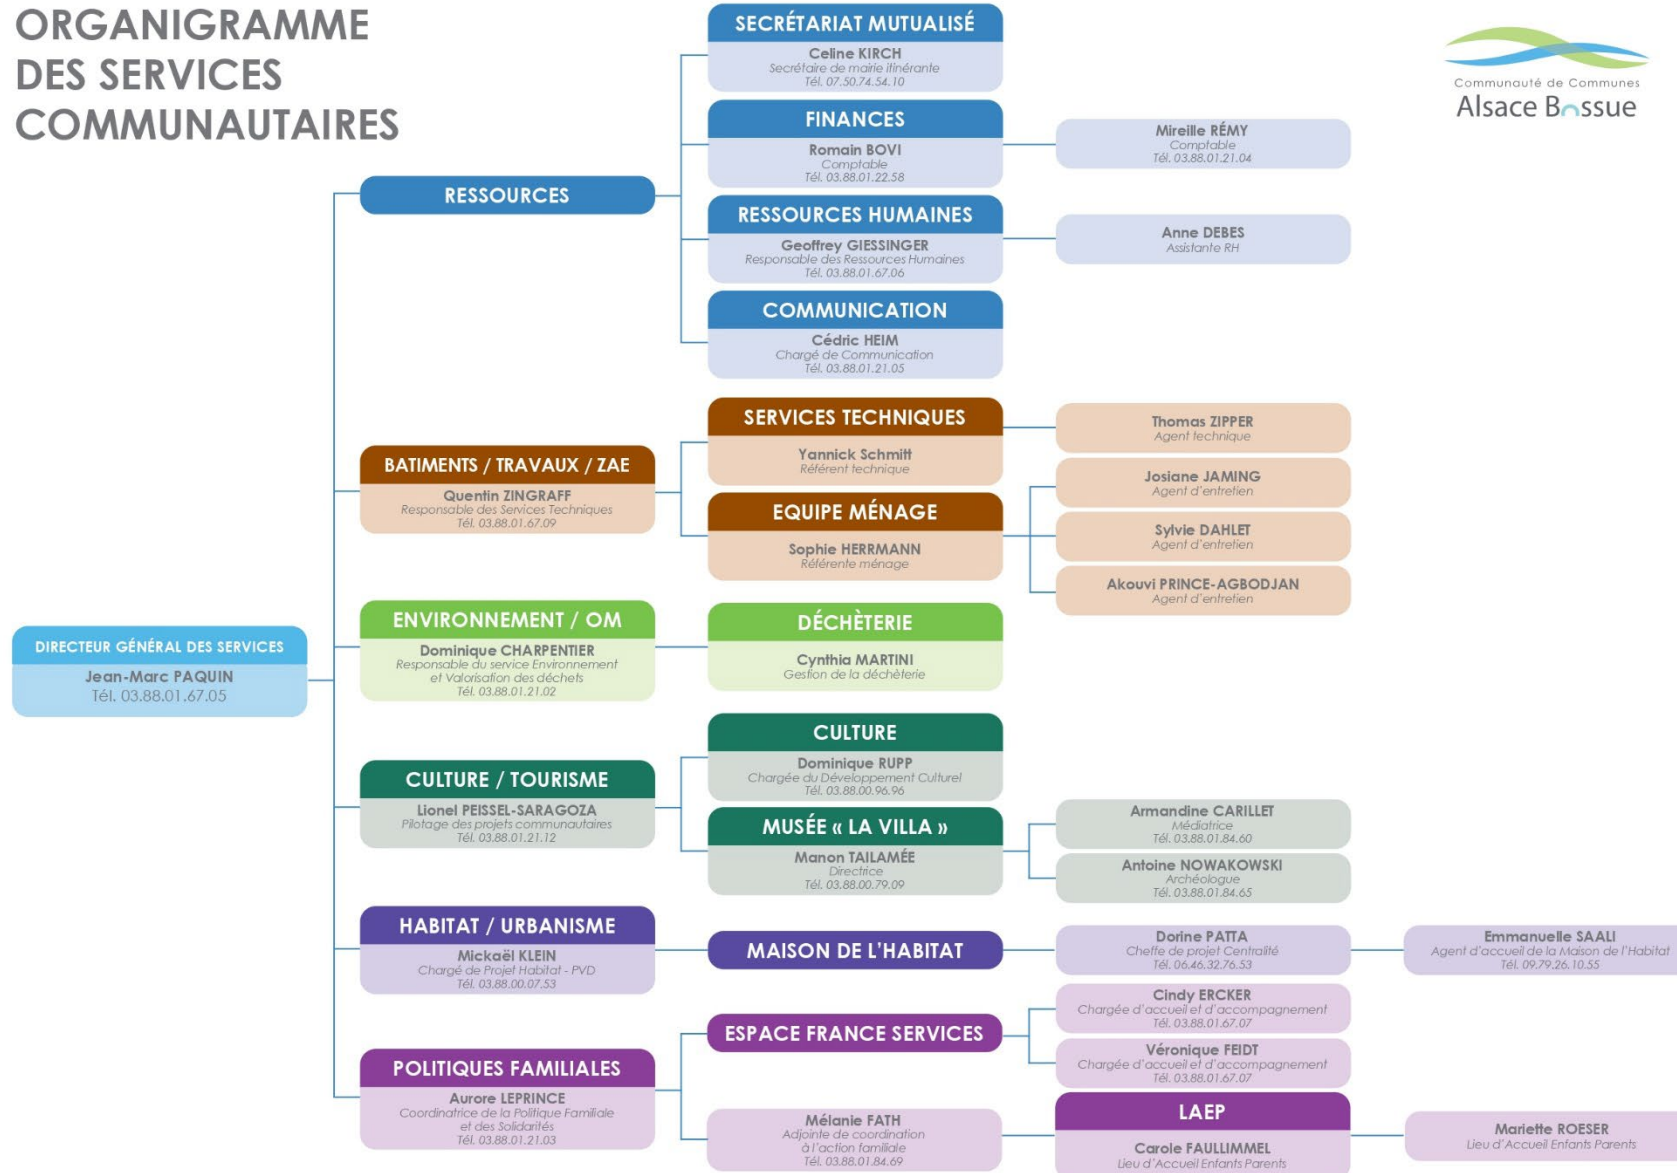 ORGANIGRAMME
DES SERVICES
COMMUNAUTAIRES
Communauté de Communes
Alsace Bossue
DIRECTEUR GÉNÉRAL DES SERVICES
Jean-Marc PAQUIN
Tél. 03.88.01.67.05
RESSOURCES
SECRÉTARIAT MUTUALISÉ
Celine KIRCH
Secrétaire de mairie itinérante
Tél. 07.50.74.54.10
FINANCES
Romain BOVI
Comptable
Tél. 03.88.01.22.58
Mireille RÉMY
Comptable
Tél. 03.88.01.21.04
RESSOURCES HUMAINES
Geoffrey GIESSINGER
Responsable des Ressources Humaines
Tél. 03.88.01.67.06
Anne DEBES
Assistante RH
COMMUNICATION
Cédric HEIM
Chargé de Communication
Tél. 03.88.01.21.05
BATIMENTS / TRAVAUX / ZAE
Quentin ZINGRAFF
Responsable des Services Techniques
Tél. 03.88.01.67.09
SERVICES TECHNIQUES
Yannick Schmitt
Référent technique
Thomas ZIPPER
Agent technique
EQUIPE MÉNAGE
Sophie HERRMANN
Référente ménage
Josiane JAMING
Agent d'entretien
Sylvie DAHLET
Agent d'entretien
Akouvi PRINCE-AGBODJAN
Agent d'entretien
ENVIRONNEMENT / OM
Dominique CHARPENTIER
Responsable du service Environnement
et Valorisation des déchets
Tél. 03.88.01.21.02
DÉCHÈTERIE
Cynthia MARTINI
Gestion de la déchèterie
CULTURE / TOURISME
Lionel PEISSEL-SARAGOZA
Pilotage des projets communautaires
Tél. 03.88.01.21.12
CULTURE
Dominique RUPP
Chargée du Développement Culturel
Tél. 03.88.00.96.96
MUSÉE « LA VILLA »
Manon TAILAMÉE
Directrice
Tél. 03.88.00.79.09
Armandine CARILLET
Médiatrice
Tél. 03.88.01.84.60
Antoine NOWAKOWSKI
Archéologue
Tél. 03.88.01.84.65
HABITAT / URBANISME
Mickaël KLEIN
Chargé de Projet Habitat - PVD
Tél. 03.88.00.07.53
MAISON DE L'HABITAT
Dorine PATTA
Cheffe de projet Centralité
Tél. 06.46.32.76.53
Emmanuelle SAALI
Agent d'accueil de la Maison de l'Habitat
Tél. 09.79.26.10.55
POLITIQUES FAMILIALES
Aurore LEPRINCE
Coordinatrice de la Politique Familiale
et des Solidarités
Tél. 03.88.01.21.03
ESPACE FRANCE SERVICES
Cindy ERCKER
Chargée d'accueil et d'accompagnement
Tél. 03.88.01.67.07
Véronique FEIDT
Chargée d'accueil et d'accompagnement
Tél. 03.88.01.67.07
Mélanie FATH
Adjointe de coordination
à l'action familiale
Tél. 03.88.01.84.69
LAEP
Carole FAULLIMMEL
Lieu d'Accueil Enfants Parents
Mariette ROESER
Lieu d'Accueil Enfants Parents